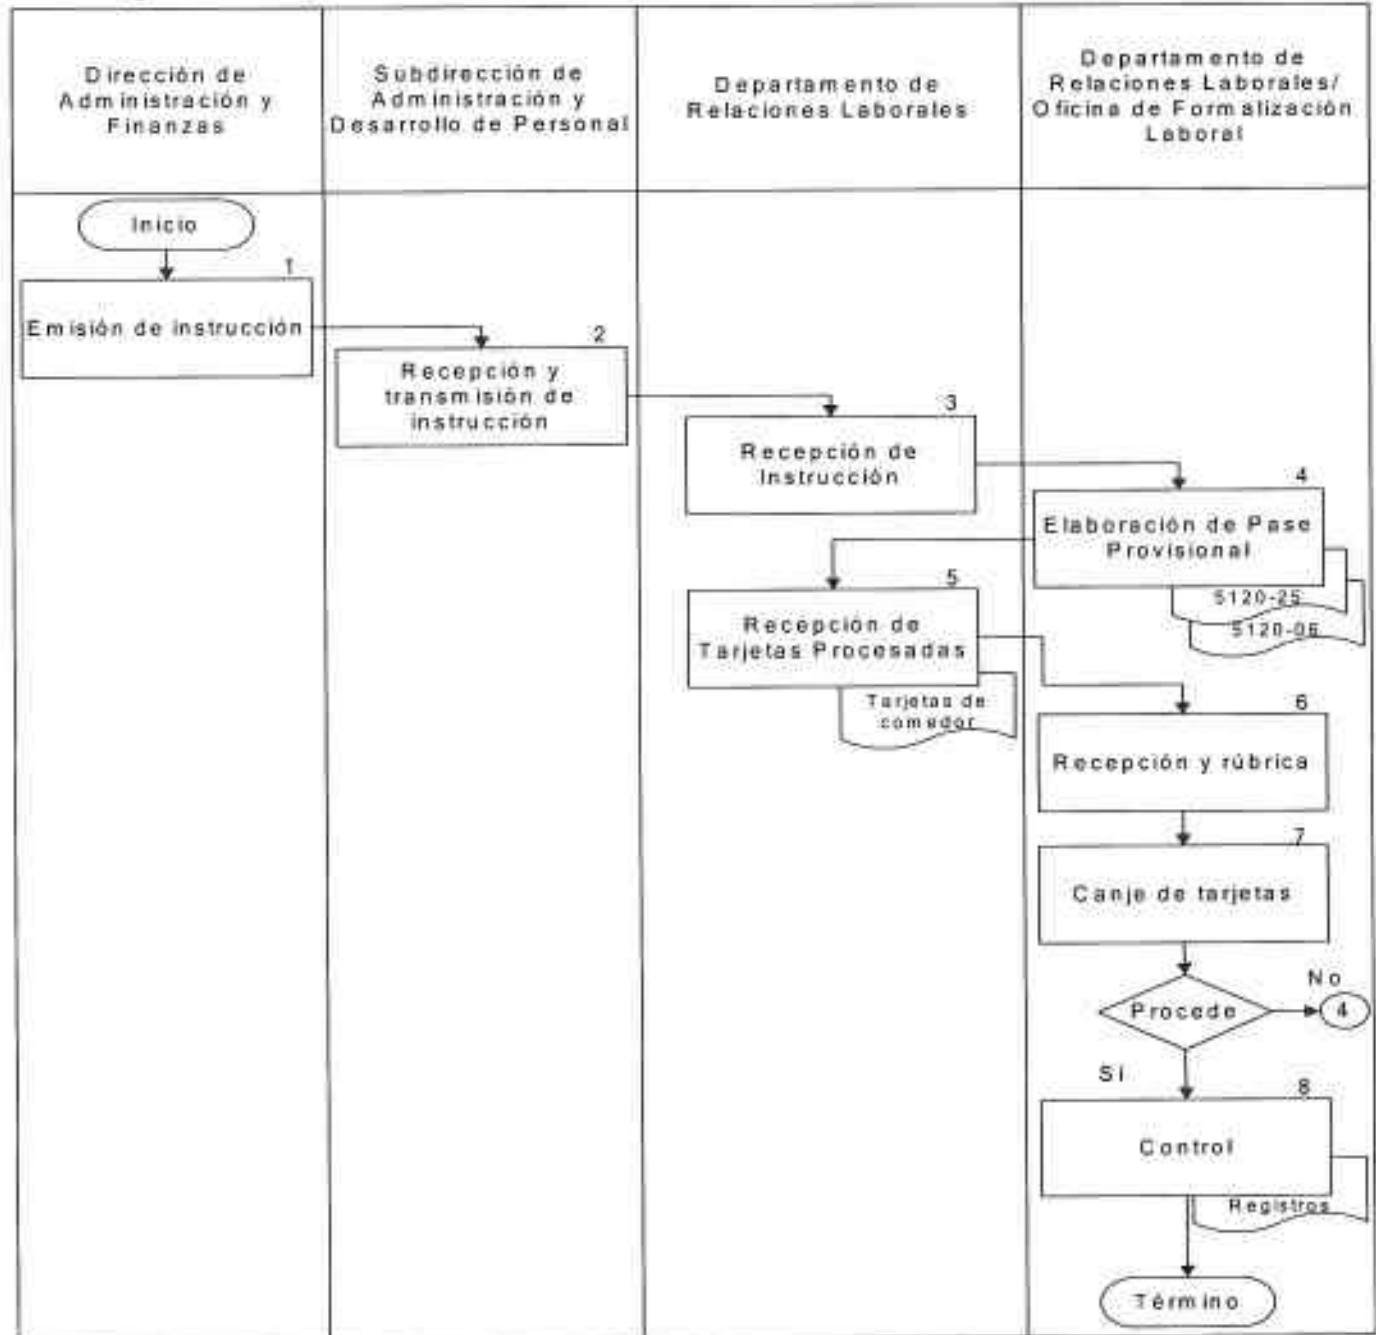 Dirección de
Administración y
Finanzas
Subdirección de
Administración y
Desarrollo de Personal
Departamento de
Relaciones Laborales
Departamento de
Relaciones Laborales/
Oficina de Formalización
Laboral
Inicio
1
Emisión de instrucción
2
Recepción y
transmisión de
instrucción
3
Recepción de
Instrucción
4
Elaboración de Pase
Provisional
5120-25
5120-06
5
Recepción de
Tarjetas Procesadas
Tarjetas de
comedor
6
Recepción y rúbrica
7
Canje de tarjetas
Procede
No
4
Sí
8
Control
Registros
Término